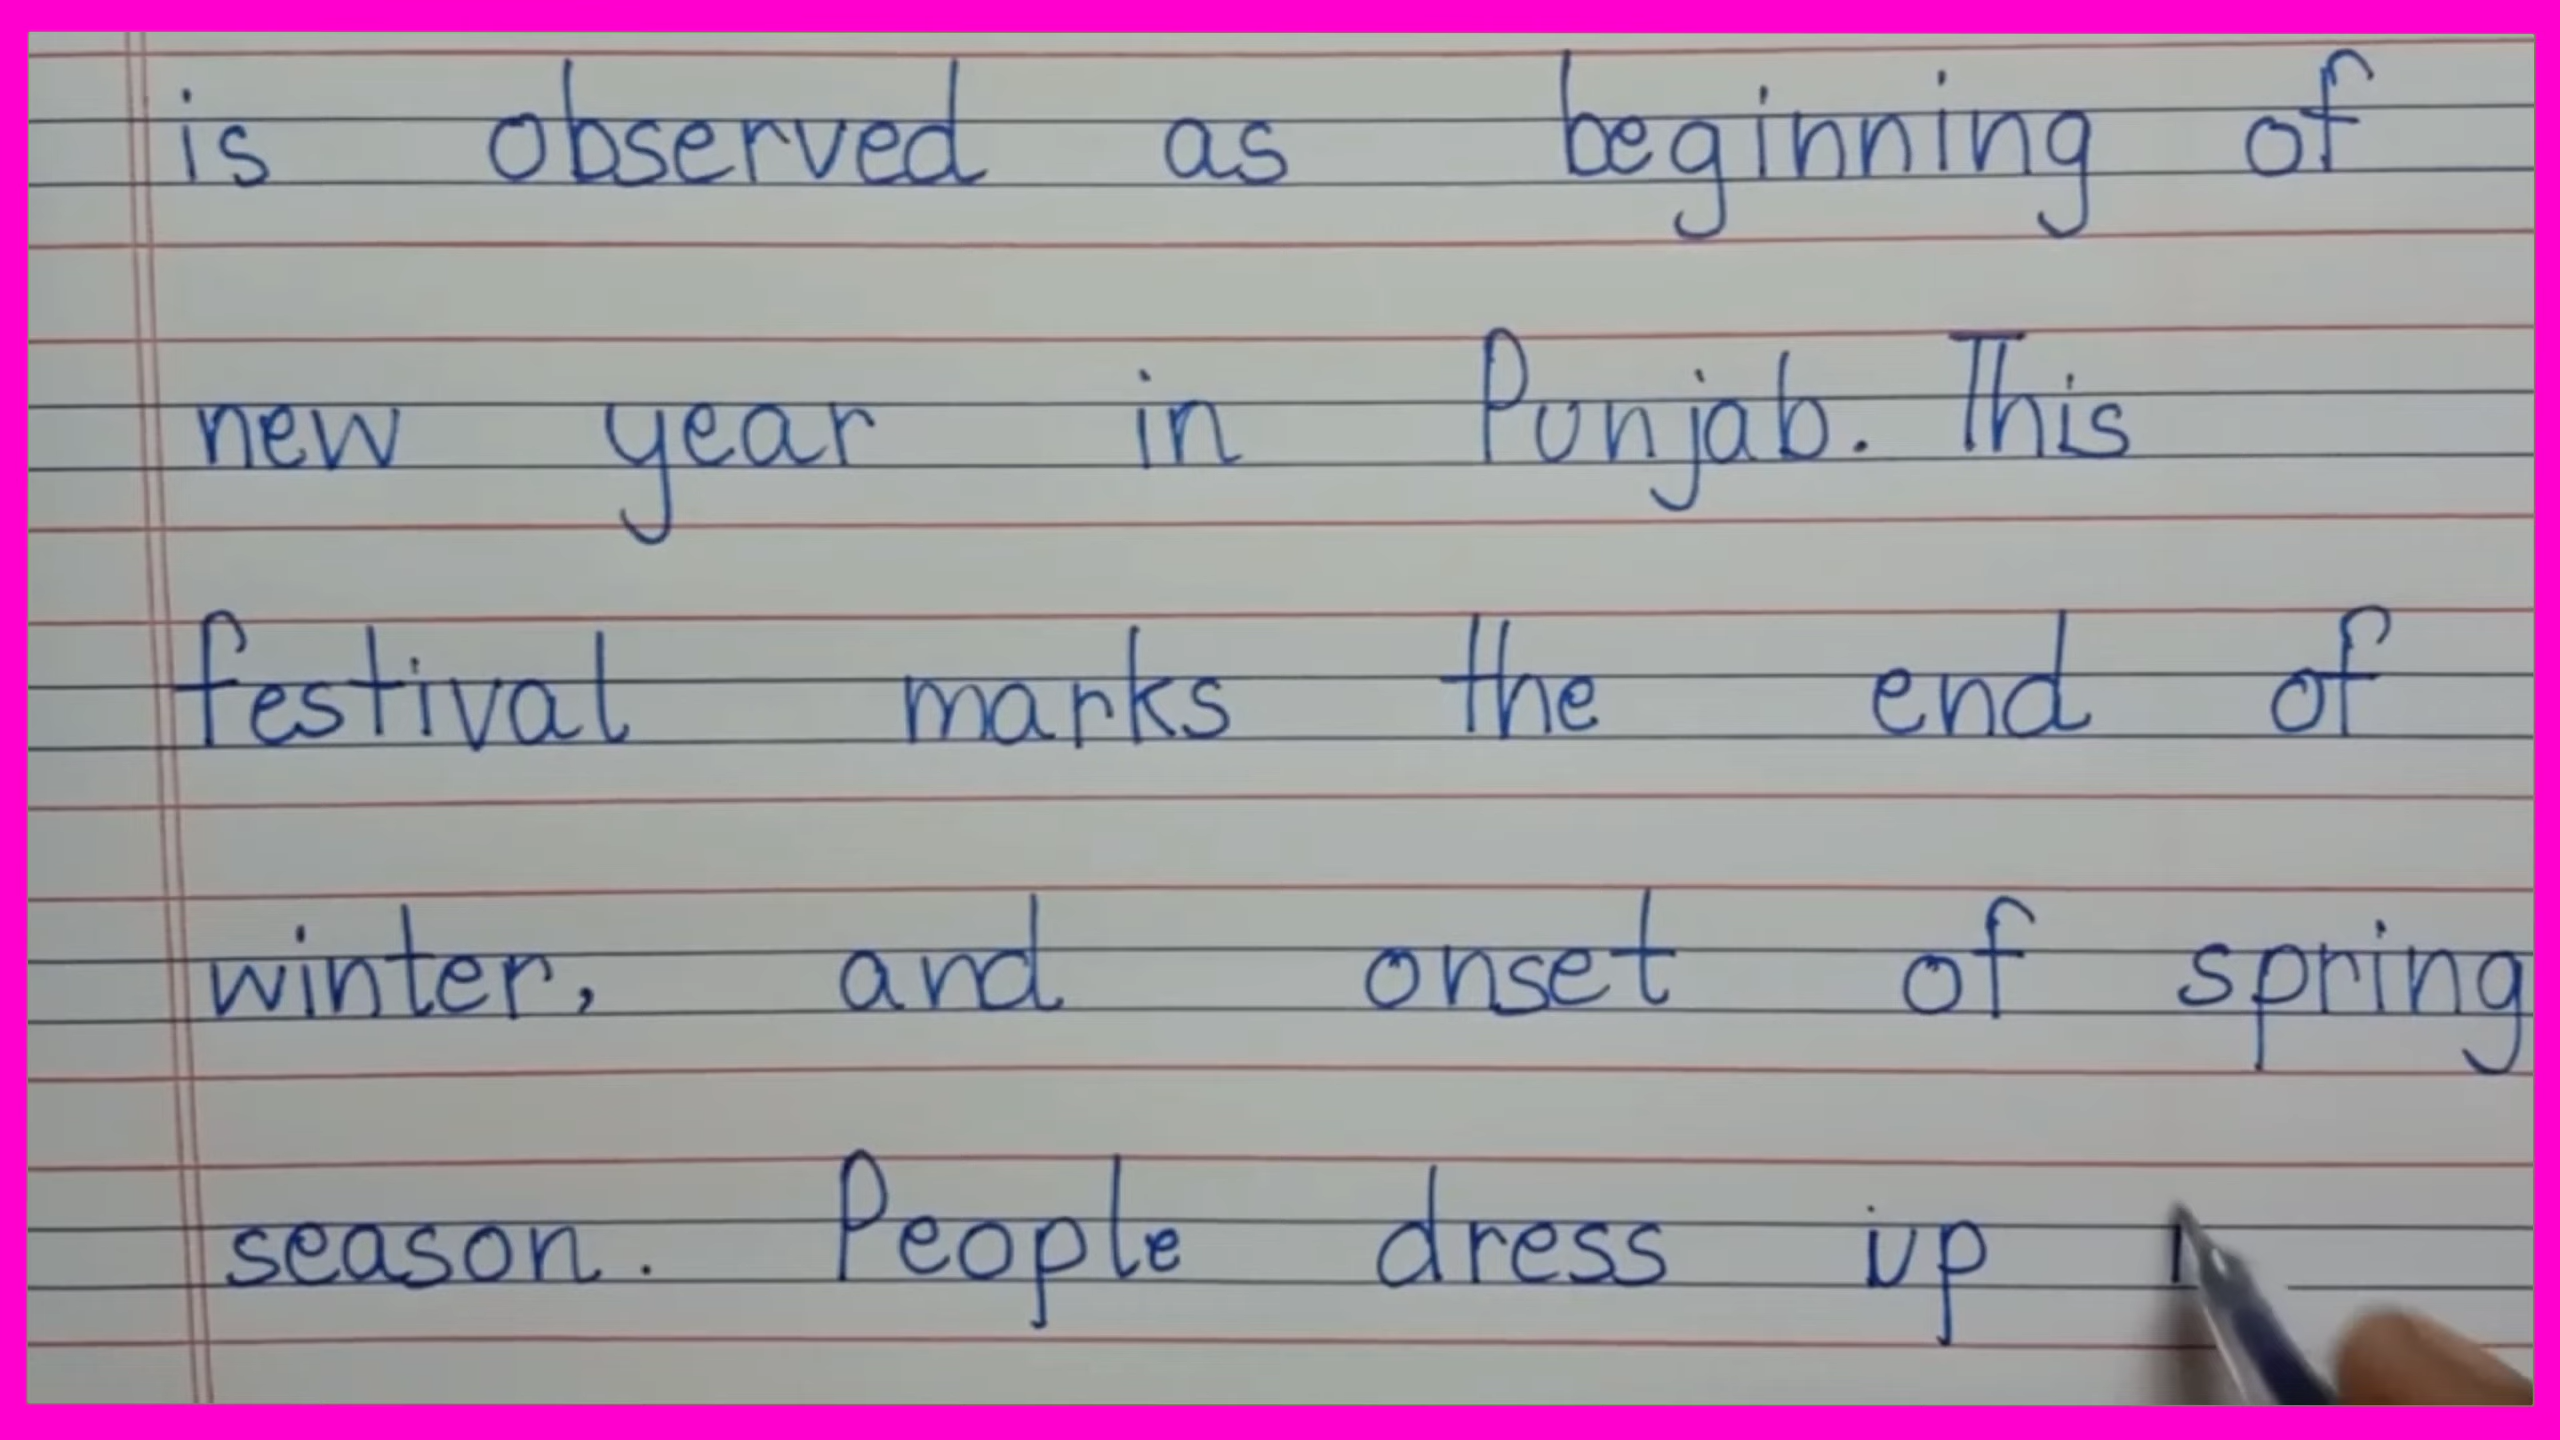 is observed as beginning of
new year in Punjab. This
festival marks the end of
winter, and onset of spring
season. People dress up